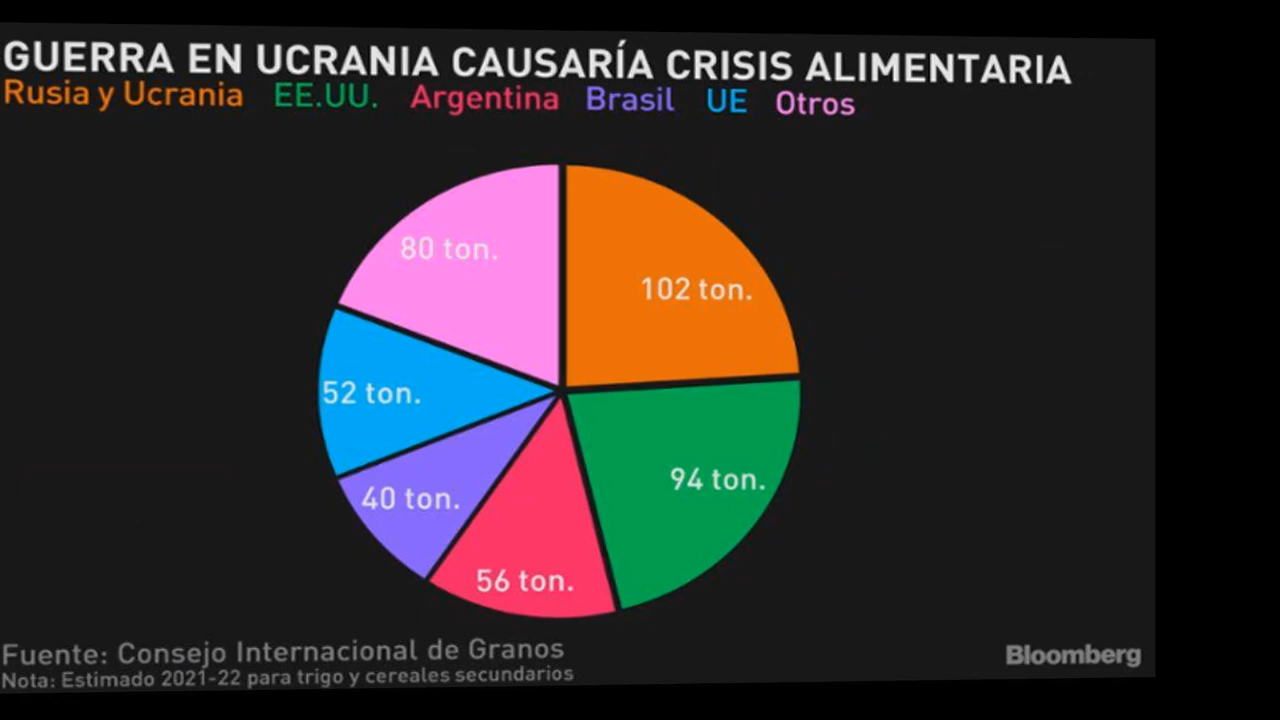 GUERRA EN UCRANIA CAUSARÍA CRISIS ALIMENTARIA
Rusia y Ucrania EE.UU. Argentina Brasil UE Otros
80 ton.
102 ton.
52 ton.
94 ton.
40 ton.
56 ton.
Fuente: Consejo Internacional de Granos
Nota: Estimado 2021-22 para trigo y cereales secundarios
Bloomberg